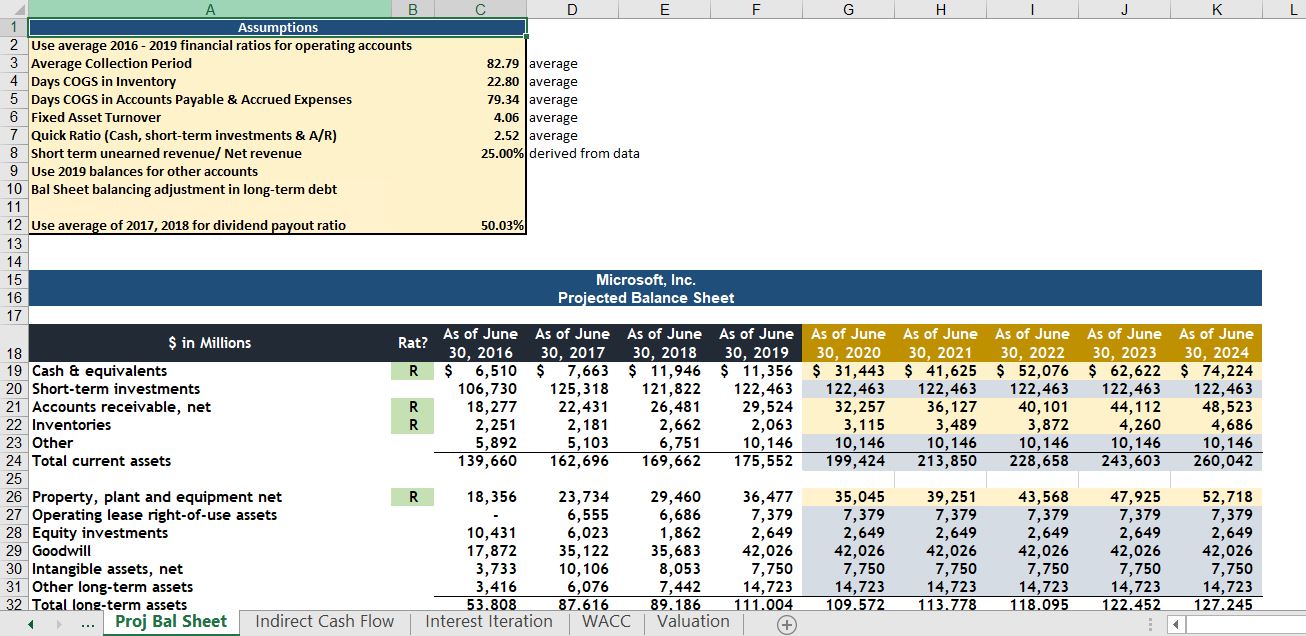 A B C D E F G H I J K L
1 Assumptions
2 Use average 2016 - 2019 financial ratios for operating accounts
3 Average Collection Period 82.79 average
4 Days COGS in Inventory 22.80 average
5 Days COGS in Accounts Payable & Accrued Expenses 79.34 average
6 Fixed Asset Turnover 4.06 average
7 Quick Ratio (Cash, short-term investments & A/R) 2.52 average
8 Short term unearned revenue/ Net revenue 25.00% derived from data
9 Use 2019 balances for other accounts
10 Bal Sheet balancing adjustment in long-term debt
11
12 Use average of 2017, 2018 for dividend payout ratio 50.03%
13
14
15 Microsoft, Inc.
16 Projected Balance Sheet
17
As of June As of June As of June As of June As of June As of June As of June As of June As of June
$ in Millions Rat?
18 30, 2016 30, 2017 30, 2018 30, 2019 30, 2020 30, 2021 30, 2022 30, 2023 30, 2024
19 Cash & equivalents R $ 6,510 $ 7,663 $ 11,946 $ 11,356 $ 31,443 $ 41,625 $ 52,076 $ 62,622 $ 74,224
20 Short-term investments 106,730 125,318 121,822 122,463 122,463 122,463 122,463 122,463 122,463
21 Accounts receivable, net R 18,277 22,431 26,481 29,524 32,257 36,127 40,101 44,112 48,523
22 Inventories R 2,251 2,181 2,662 2,063 3,115 3,489 3,872 4,260 4,686
23 Other 5,892 5,103 6,751 10,146 10,146 10,146 10,146 10,146 10,146
24 Total current assets 139,660 162,696 169,662 175,552 199,424 213,850 228,658 243,603 260,042
25
26 Property, plant and equipment net R 18,356 23,734 29,460 36,477 35,045 39,251 43,568 47,925 52,718
27 Operating lease right-of-use assets - 6,555 6,686 7,379 7,379 7,379 7,379 7,379 7,379
28 Equity investments 10,431 6,023 1,862 2,649 2,649 2,649 2,649 2,649 2,649
29 Goodwill 17,872 35,122 35,683 42,026 42,026 42,026 42,026 42,026 42,026
30 Intangible assets, net 3,733 10,106 8,053 7,750 7,750 7,750 7,750 7,750 7,750
31 Other long-term assets 3,416 6,076 7,442 14,723 14,723 14,723 14,723 14,723 14,723
32 Total long-term assets 53,808 87,616 89,186 111,004 109,572 113,778 118,095 122,452 127,245
... Proj Bal Sheet Indirect Cash Flow Interest Iteration WACC Valuation